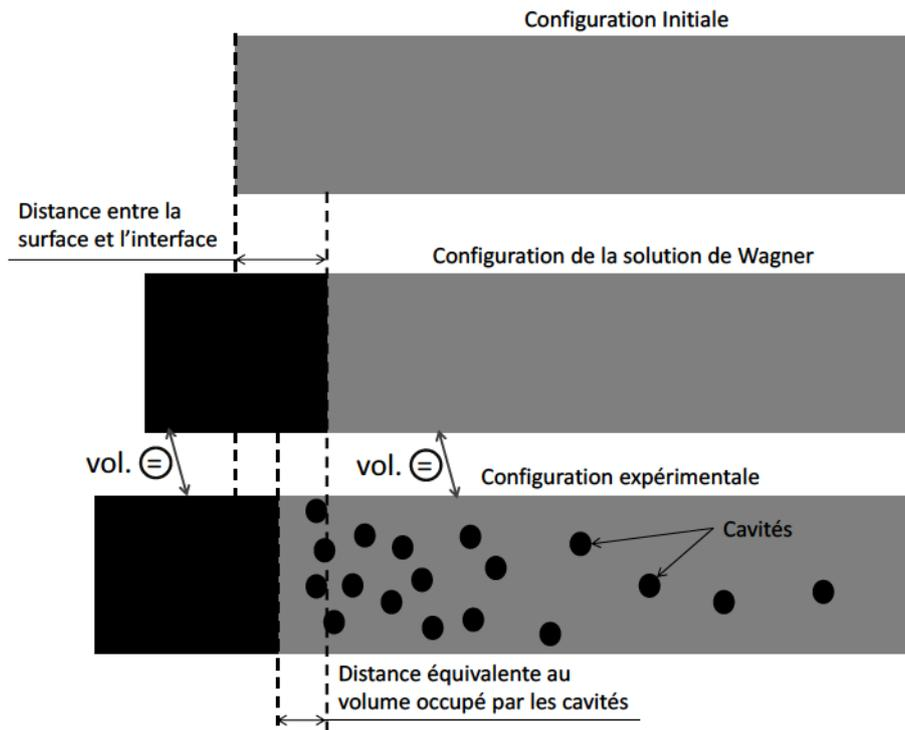 Configuration Initiale
Distance entre la
surface et l’interface
Configuration de la solution de Wagner
vol. =
vol. =
Configuration expérimentale
Cavités
Distance équivalente au
volume occupé par les cavités